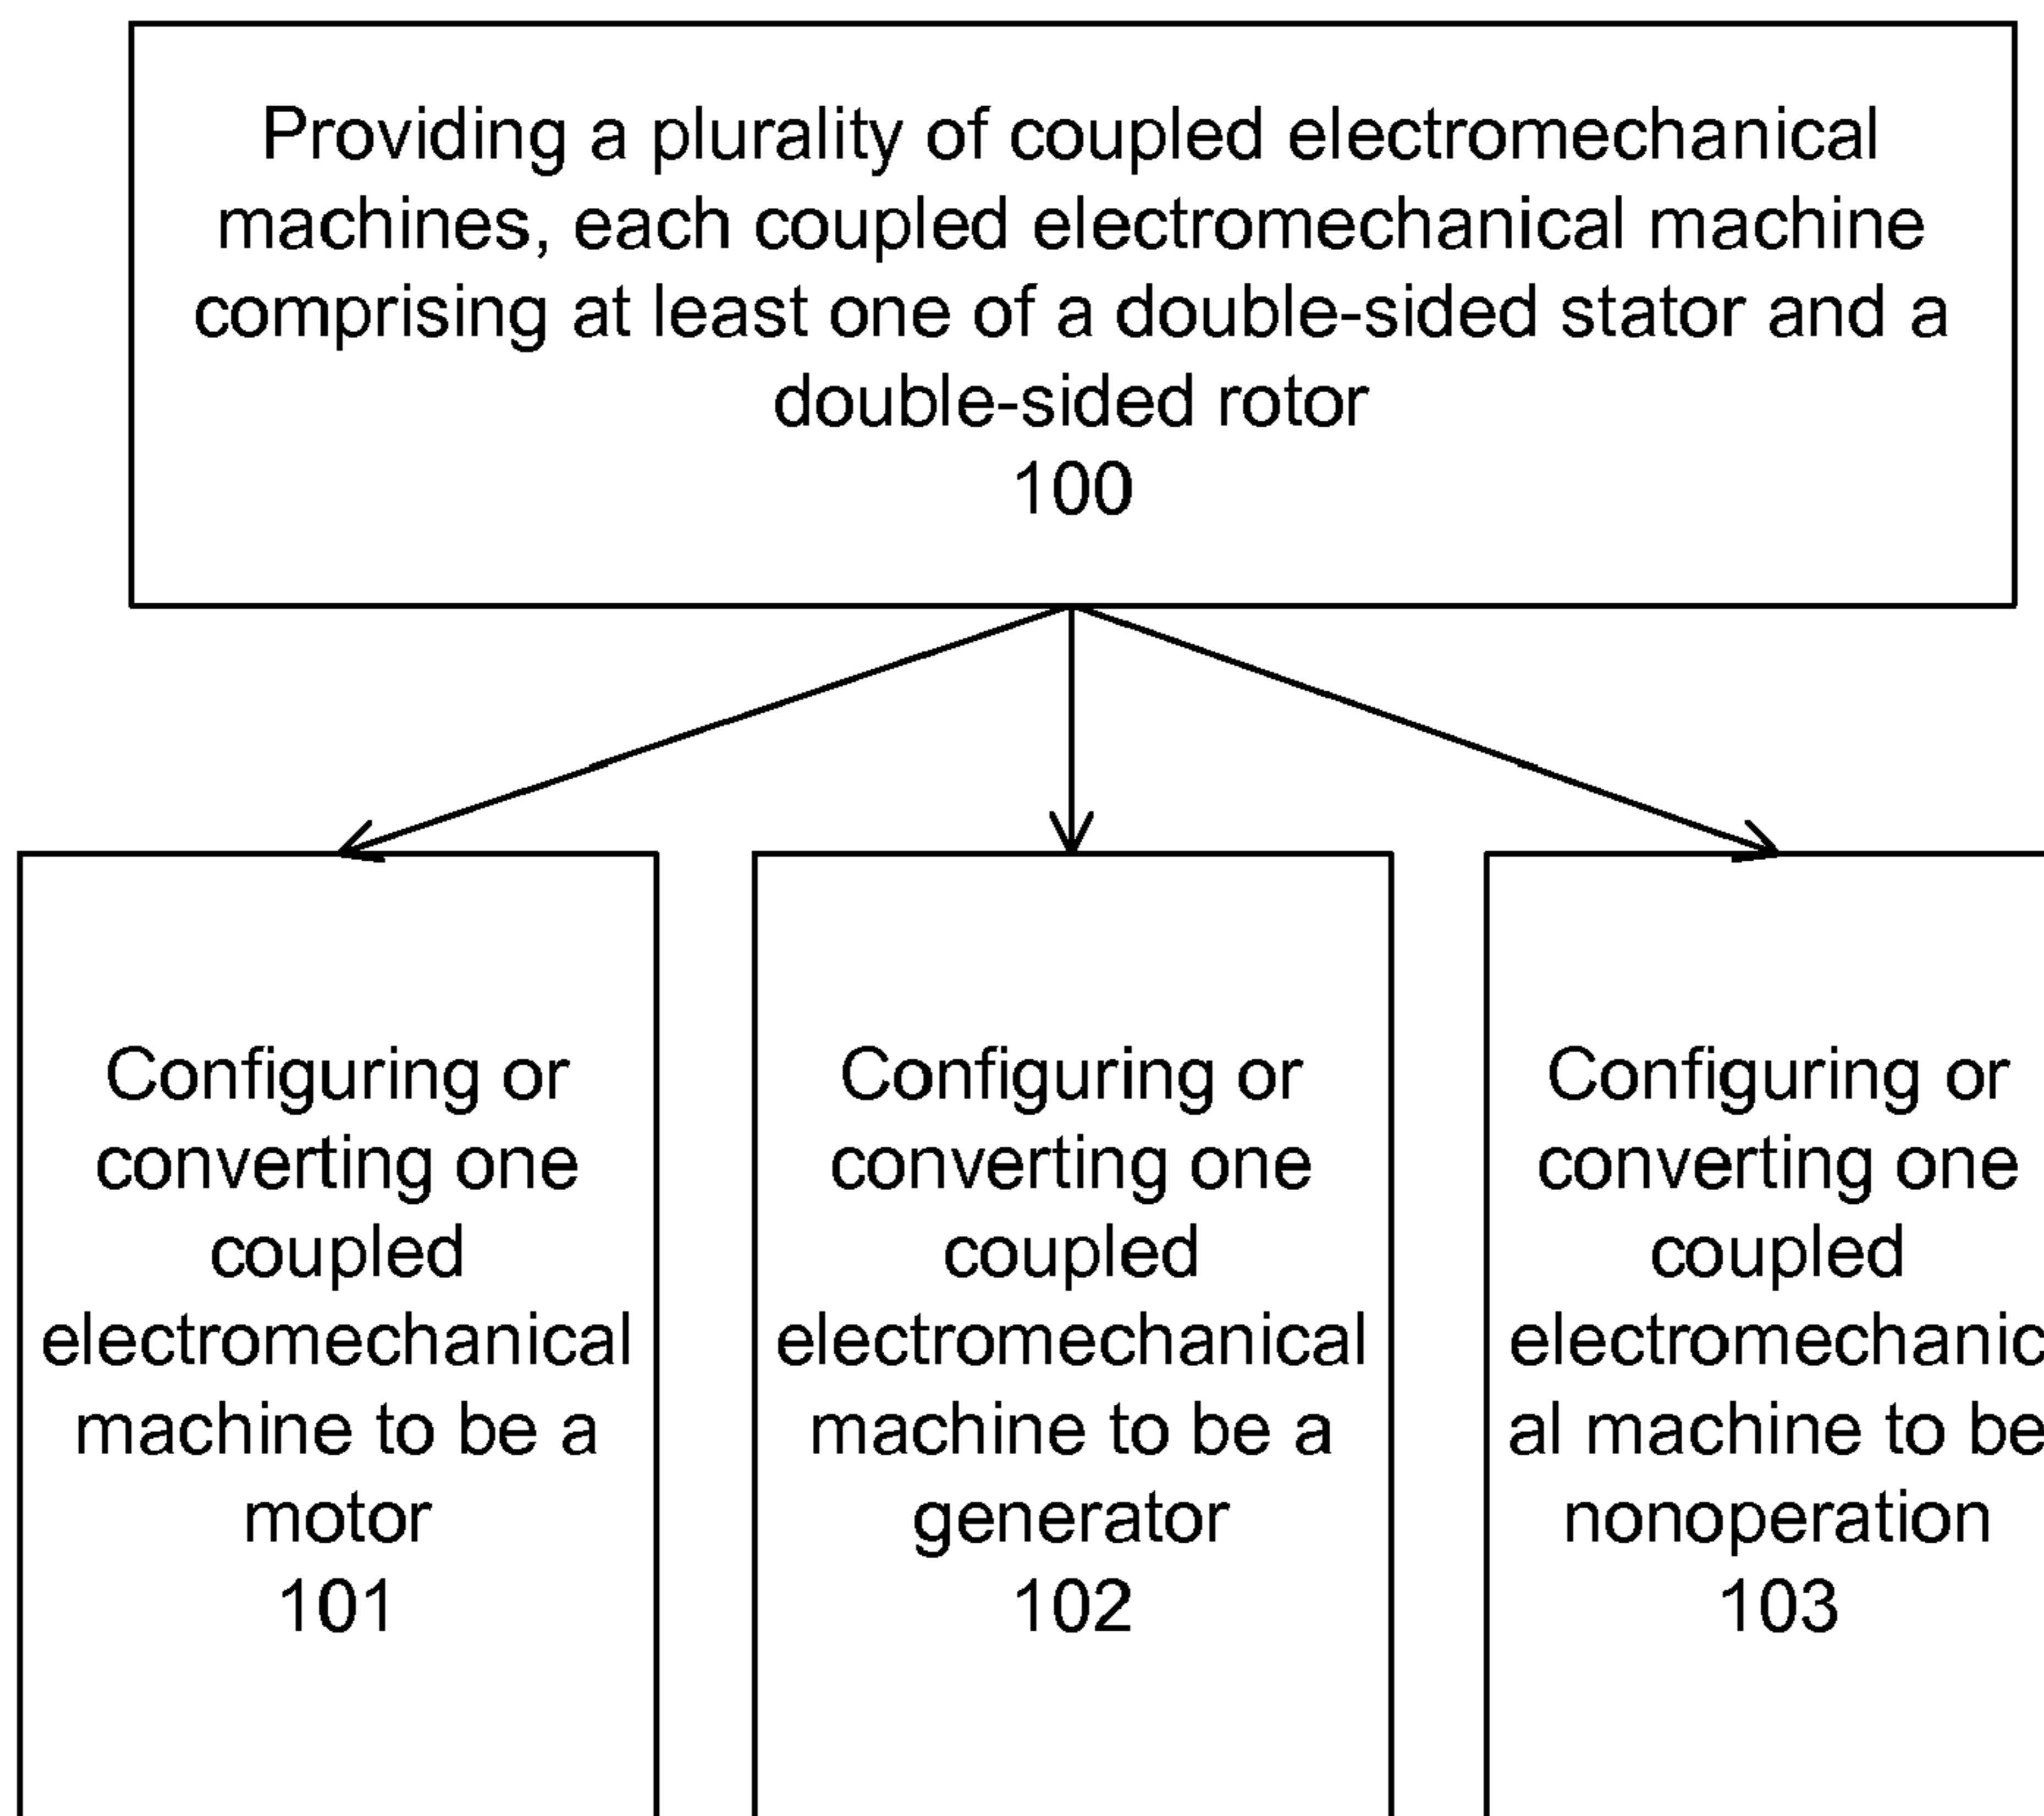 Providing a plurality of coupled electromechanical
machines, each coupled electromechanical machine
comprising at least one of a double-sided stator and a
double-sided rotor
100
Configuring or
converting one
coupled
electromechanical
machine to be a
motor
101
Configuring or
converting one
coupled
electromechanical
machine to be a
generator
102
Configuring or
converting one
coupled
electromechanic
al machine to be
nonoperation
103